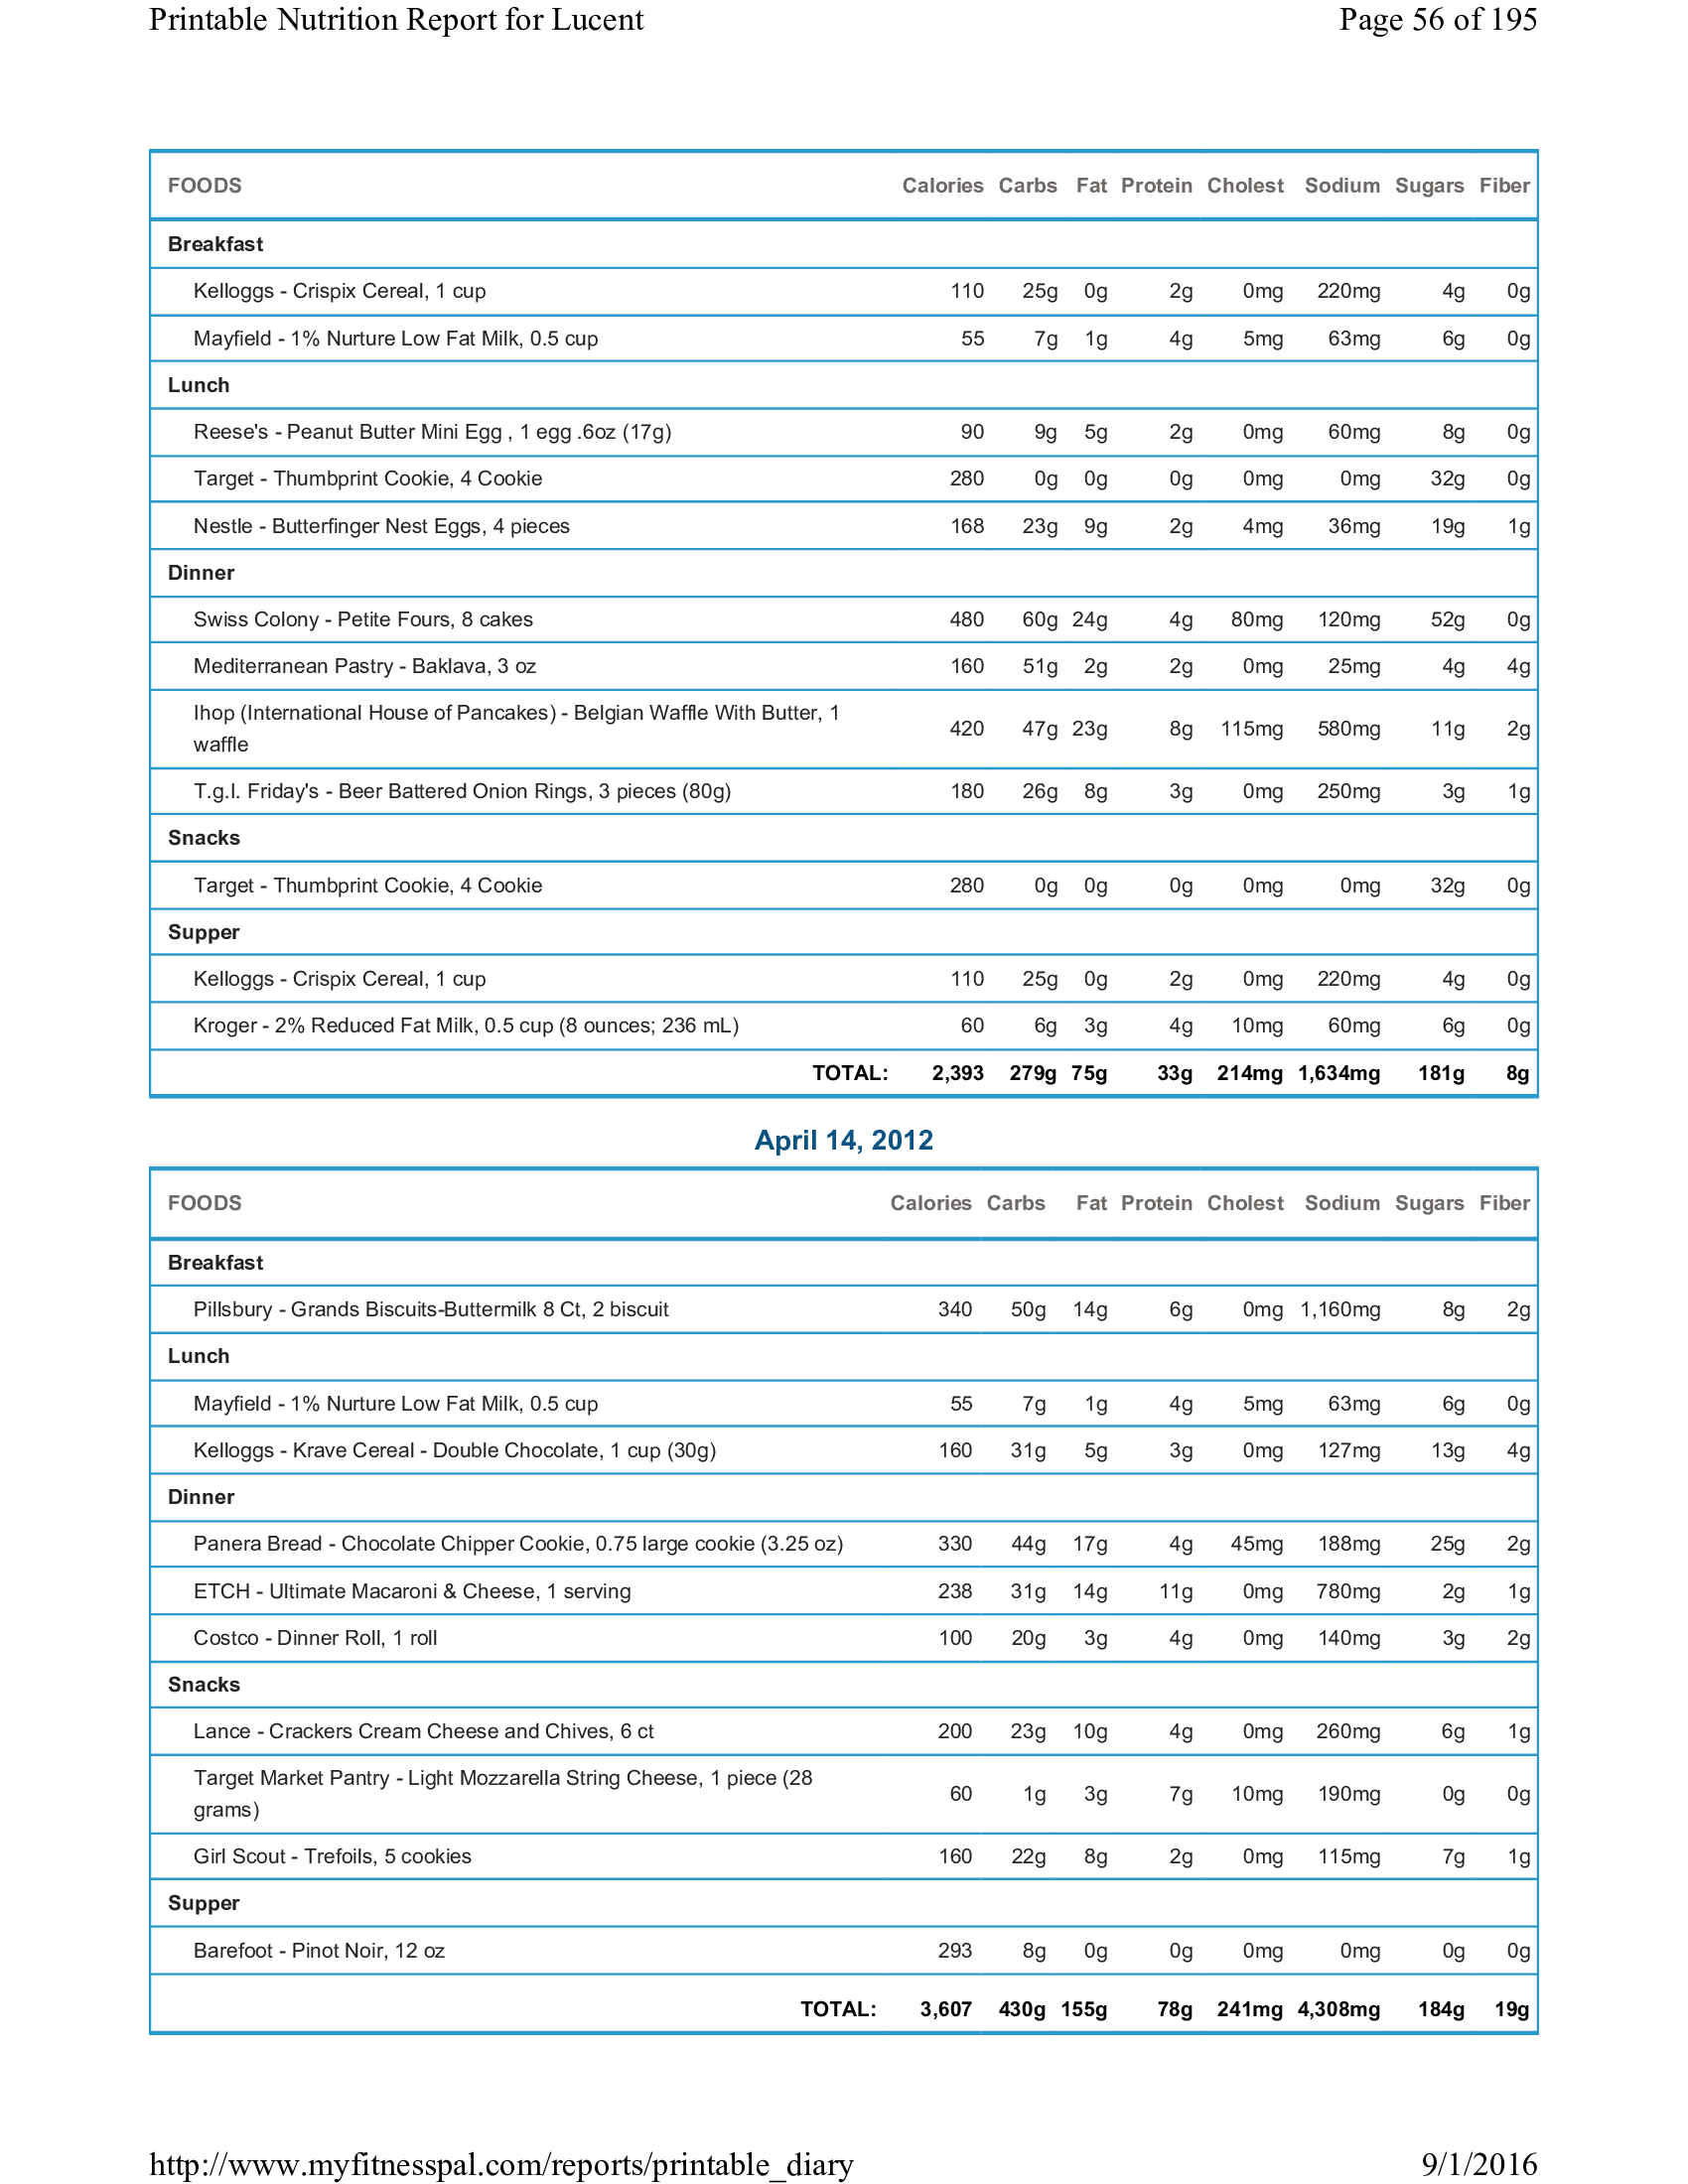 Printable Nutrition Report for Lucent Page 56 of 195
FOODS Calories Carbs Fat Protein Cholest Sodium Sugars Fiber
Breakfast
Kelloggs - Crispix Cereal, 1 cup 110 25g 0g 2g 0mg 220mg 4g 0g
Mayfield - 1% Nurture Low Fat Milk, 0.5 cup 55 7g 1g 4g 5mg 63mg 6g 0g
Lunch
Reese's - Peanut Butter Mini Egg , 1 egg .6oz (17g) 90 9g 5g 2g 0mg 60mg 8g 0g
Target - Thumbprint Cookie, 4 Cookie 280 0g 0g 0g 0mg 0mg 32g 0g
Nestle - Butterfinger Nest Eggs, 4 pieces 168 23g 9g 2g 4mg 36mg 19g 1g
Dinner
Swiss Colony - Petite Fours, 8 cakes 480 60g 24g 4g 80mg 120mg 52g 0g
Mediterranean Pastry - Baklava, 3 oz 160 51g 2g 2g 0mg 25mg 4g 4g
Ihop (International House of Pancakes) - Belgian Waffle With Butter, 1
waffle 420 47g 23g 8g 115mg 580mg 11g 2g
T.g.I. Friday's - Beer Battered Onion Rings, 3 pieces (80g) 180 26g 8g 3g 0mg 250mg 3g 1g
Snacks
Target - Thumbprint Cookie, 4 Cookie 280 0g 0g 0g 0mg 0mg 32g 0g
Supper
Kelloggs - Crispix Cereal, 1 cup 110 25g 0g 2g 0mg 220mg 4g 0g
Kroger - 2% Reduced Fat Milk, 0.5 cup (8 ounces; 236 mL) 60 6g 3g 4g 10mg 60mg 6g 0g
TOTAL: 2,393 279g 75g 33g 214mg 1,634mg 181g 8g
April 14, 2012
FOODS Calories Carbs Fat Protein Cholest Sodium Sugars Fiber
Breakfast
Pillsbury - Grands Biscuits-Buttermilk 8 Ct, 2 biscuit 340 50g 14g 6g 0mg 1,160mg 8g 2g
Lunch
Mayfield - 1% Nurture Low Fat Milk, 0.5 cup 55 7g 1g 4g 5mg 63mg 6g 0g
Kelloggs - Krave Cereal - Double Chocolate, 1 cup (30g) 160 31g 5g 3g 0mg 127mg 13g 4g
Dinner
Panera Bread - Chocolate Chipper Cookie, 0.75 large cookie (3.25 oz) 330 44g 17g 4g 45mg 188mg 25g 2g
ETCH - Ultimate Macaroni & Cheese, 1 serving 238 31g 14g 11g 0mg 780mg 2g 1g
Costco - Dinner Roll, 1 roll 100 20g 3g 4g 0mg 140mg 3g 2g
Snacks
Lance - Crackers Cream Cheese and Chives, 6 ct 200 23g 10g 4g 0mg 260mg 6g 1g
Target Market Pantry - Light Mozzarella String Cheese, 1 piece (28
grams) 60 1g 3g 7g 10mg 190mg 0g 0g
Girl Scout - Trefoils, 5 cookies 160 22g 8g 2g 0mg 115mg 7g 1g
Supper
Barefoot - Pinot Noir, 12 oz 293 8g 0g 0g 0mg 0mg 0g 0g
TOTAL: 3,607 430g 155g 78g 241mg 4,308mg 184g 19g
http://www.myfitnesspal.com/reports/printable_diary 9/1/2016